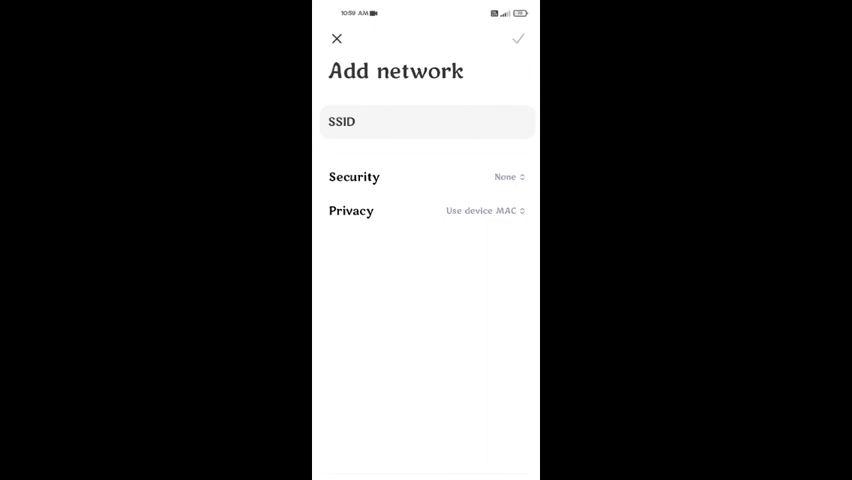 10:59 AM
Add network
SSID
Security
None
Privacy
Use device MAC